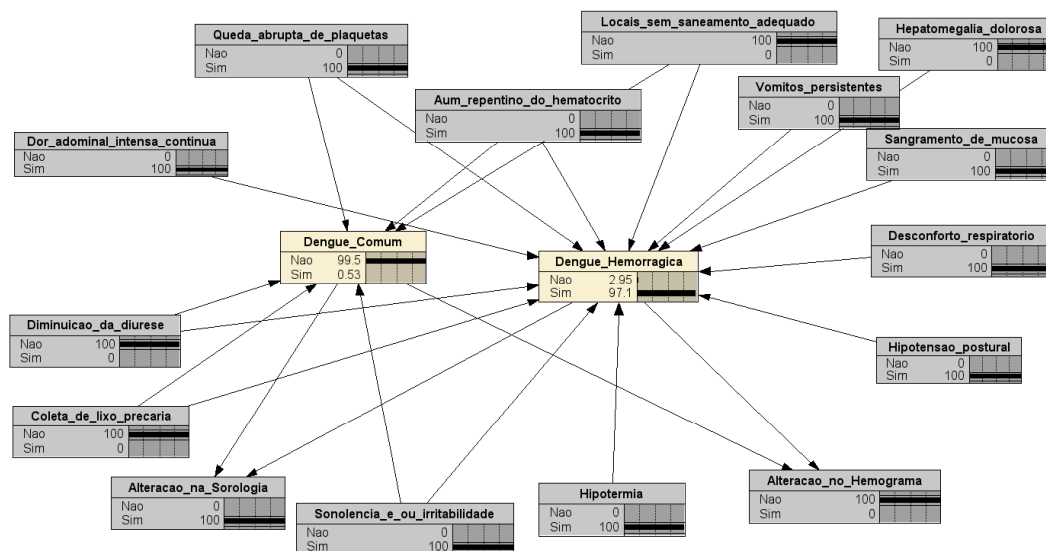 Queda_abrupta_de_plaquetas
Nao 0
Sim 100
Locais_sem_saneamento_adequado
Nao 100
Sim 0
Hepatomegalia_dolorosa
Nao 100
Sim 0
Aum_repentino_do_hematocrito
Nao 0
Sim 100
Vomitos_persistentes
Nao 0
Sim 100
Dor_adominal_intensa_continua
Nao 0
Sim 100
Sangramento_de_mucosa
Nao 0
Sim 100
Dengue_Comum
Nao 99.5
Sim 0.53
Dengue_Hemorragica
Nao 2.95
Sim 97.1
Desconforto_respiratorio
Nao 0
Sim 100
Diminuicao_da_diurese
Nao 100
Sim 0
Hipotensao_postural
Nao 0
Sim 100
Coleta_de_lixo_precaria
Nao 100
Sim 0
Alteracao_na_Sorologia
Nao 0
Sim 100
Sonolencia_e_ou_irritabilidade
Nao 0
Sim 100
Hipotermia
Nao 0
Sim 100
Alteracao_no_Hemograma
Nao 100
Sim 0